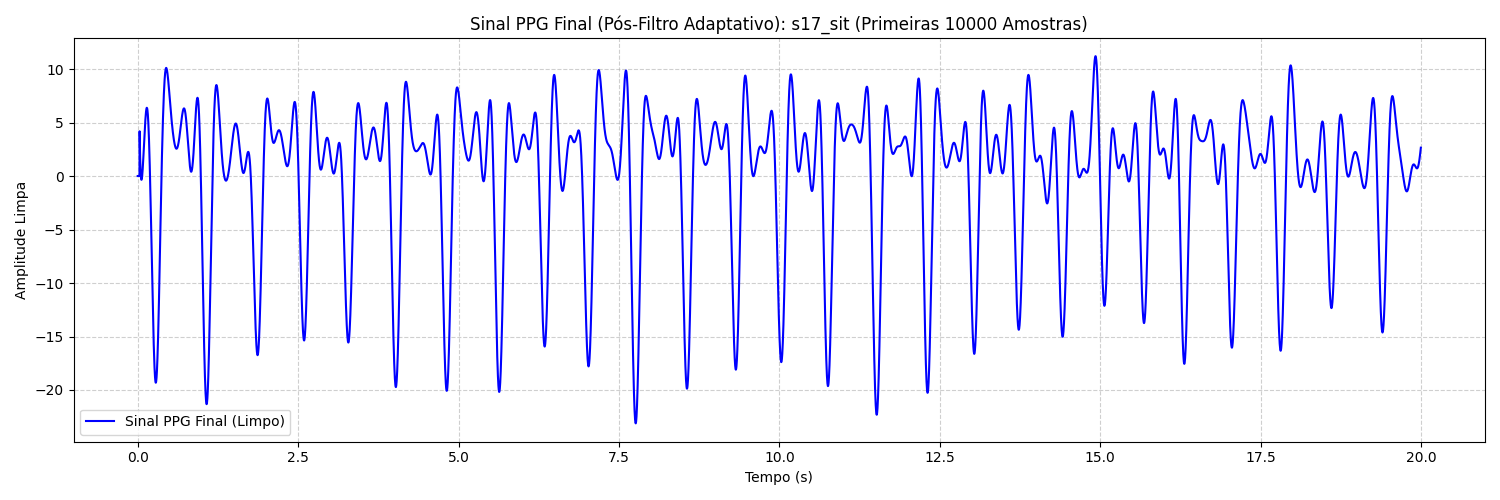 Sinal PPG Final (Pós-Filtro Adaptativo): s17_sit (Primeiras 10000 Amostras)
Amplitude Limpa
10
5
0
−5
−10
−15
−20
Sinal PPG Final (Limpo)
0.0 2.5 5.0 7.5 10.0 12.5 15.0 17.5 20.0
Tempo (s)